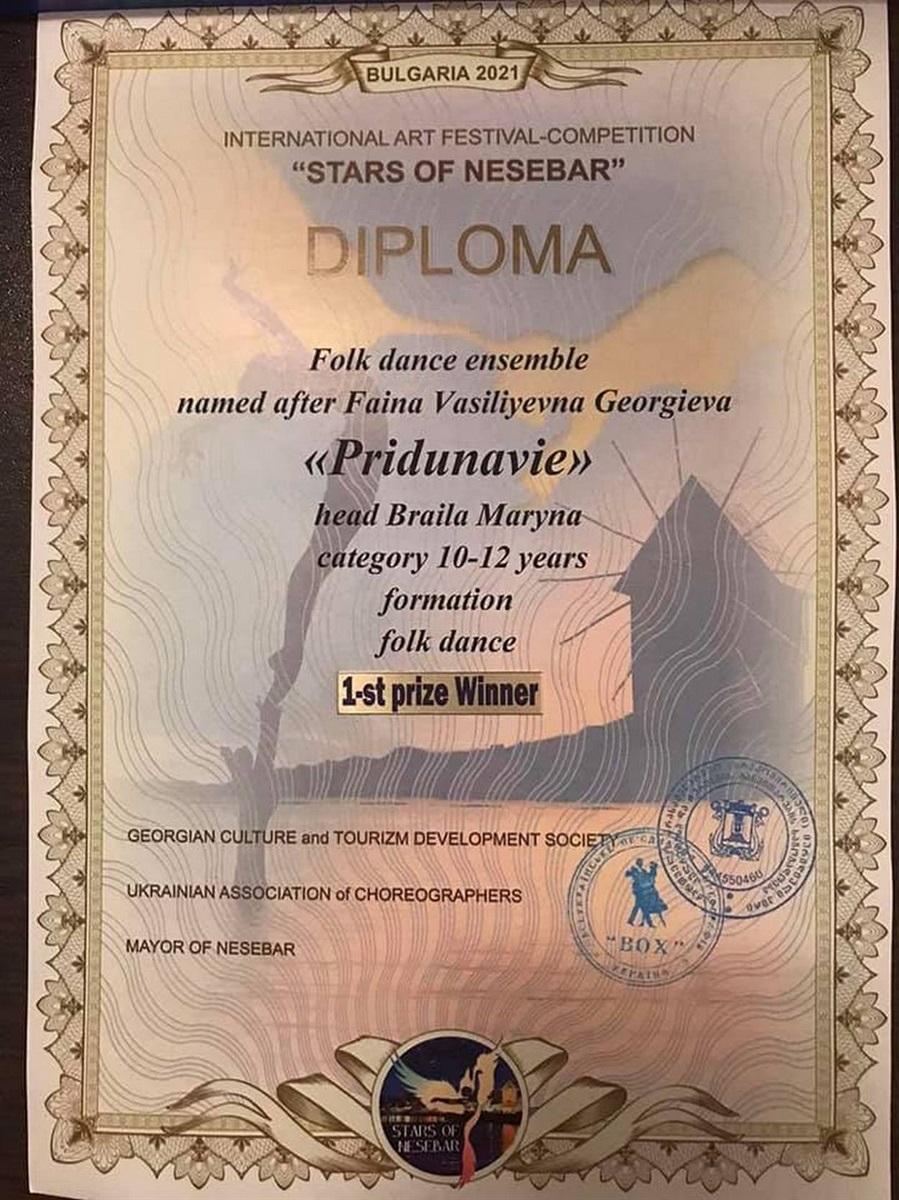 BULGARIA 2021
INTERNATIONAL ART FESTIVAL-COMPETITION
“STARS OF NESEBAR”
DIPLOMA
Folk dance ensemble
named after Faina Vasiliyevna Georgieva
«Pridunavie»
head Braila Maryna
category 10-12 years
formation
folk dance
1-st prize Winner
GEORGIAN CULTURE and TOURIZM DEVELOPMENT SOCIETY
UKRAINIAN ASSOCIATION of CHOREOGRAPHERS
MAYOR OF NESEBAR
"ВОХ"
УКРАЇНА
STARS OF
NESEBAR